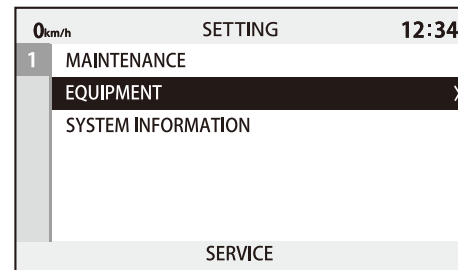 0km/h SETTING 12:34
1 MAINTENANCE
EQUIPMENT
SYSTEM INFORMATION
SERVICE